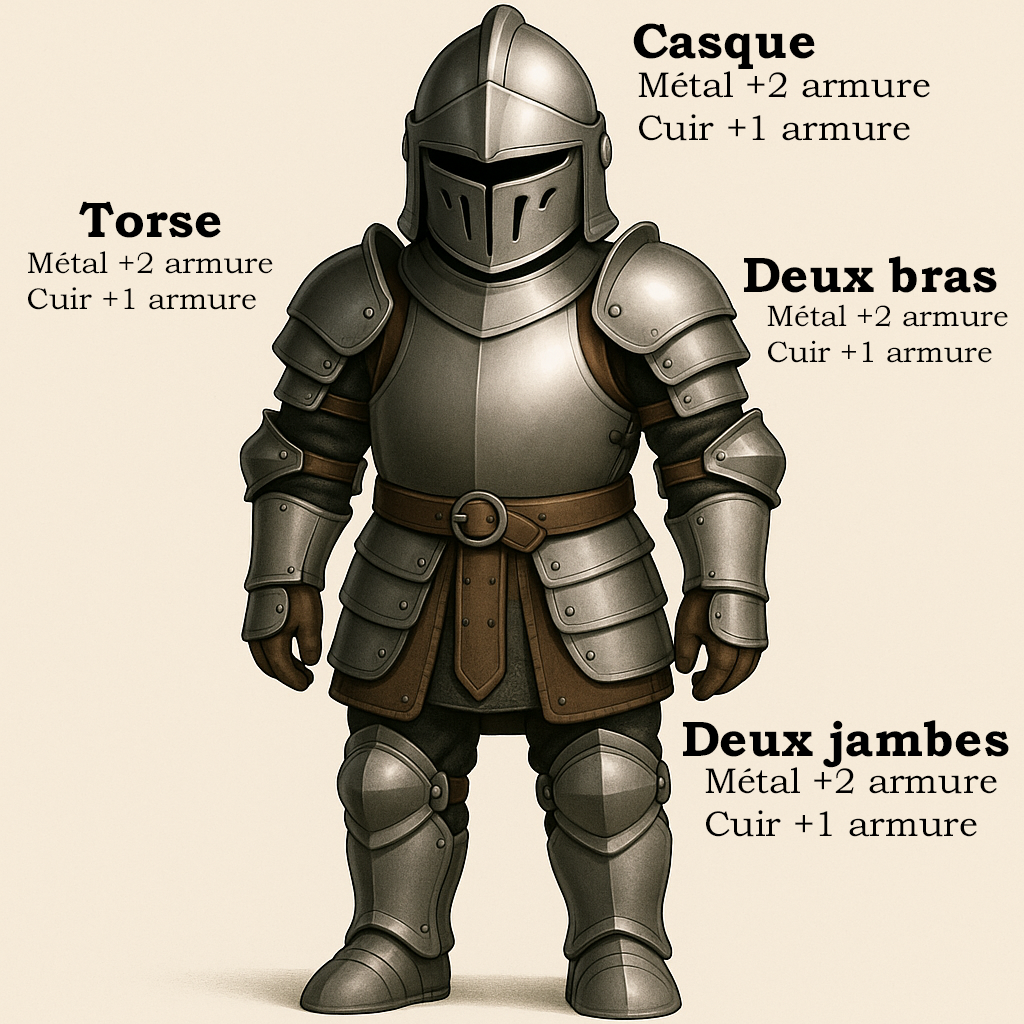 Casque
Métal +2 armure
Cuir +1 armure
Torse
Métal +2 armure
Cuir +1 armure
Deux bras
Métal +2 armure
Cuir +1 armure
Deux jambes
Métal +2 armure
Cuir +1 armure